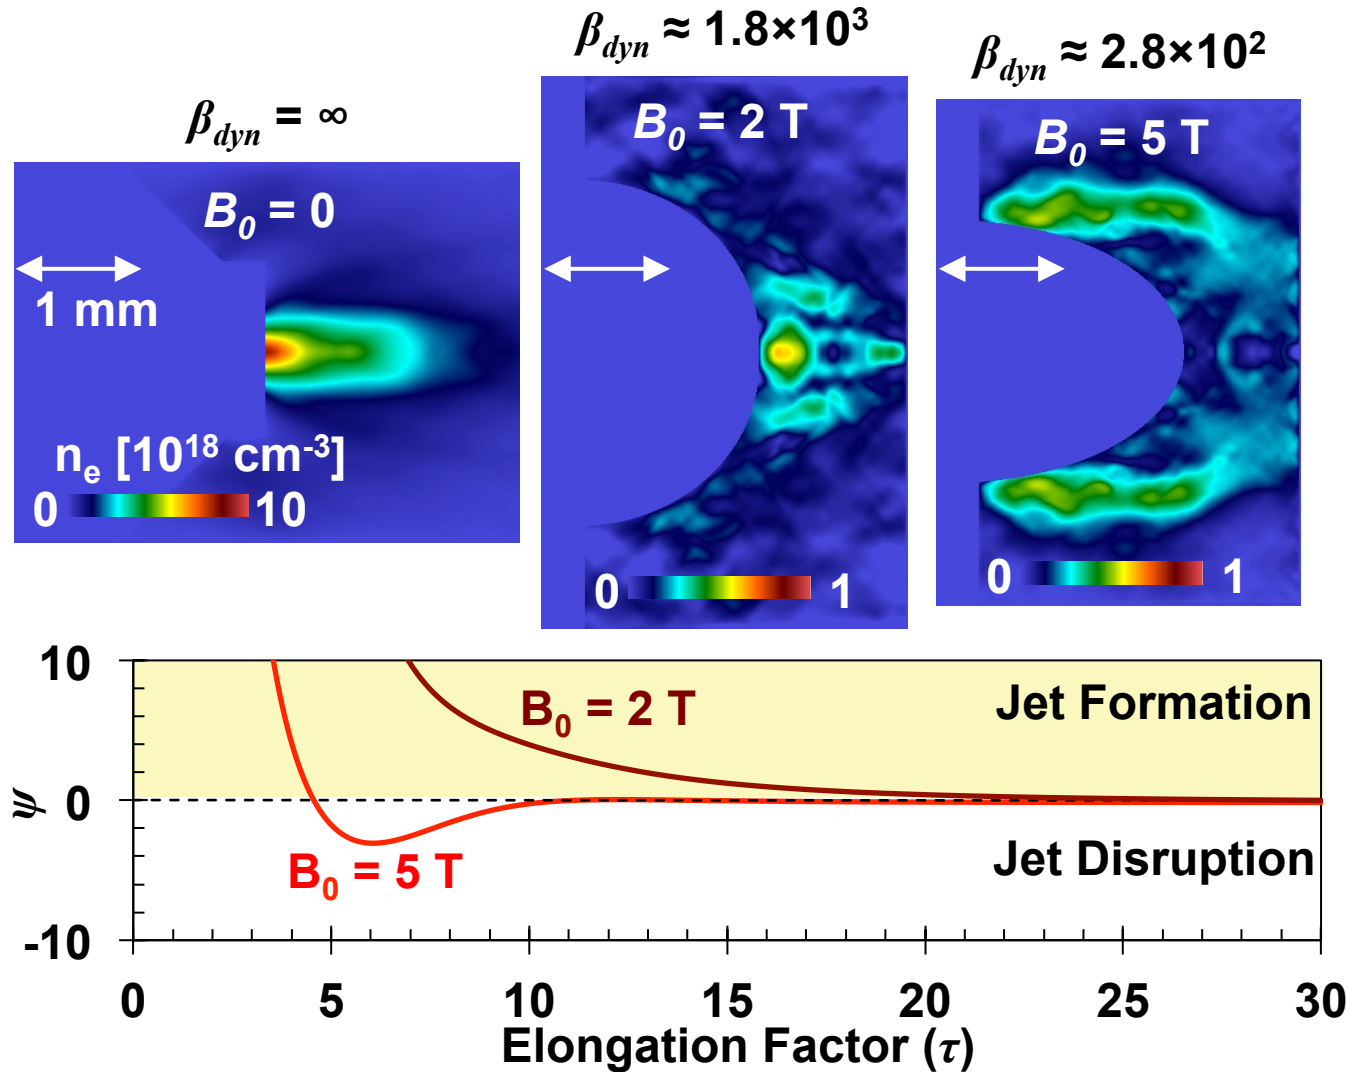 β_dyn = ∞
B₀ = 0
1 mm
nₑ [10¹⁸ cm⁻³]
0 10
β_dyn ≈ 1.8×10³
B₀ = 2 T
0 1
β_dyn ≈ 2.8×10²
B₀ = 5 T
0 1
10
0
-10
ψ
B₀ = 2 T
Jet Formation
B₀ = 5 T
Jet Disruption
0 5 10 15 20 25 30
Elongation Factor (τ)